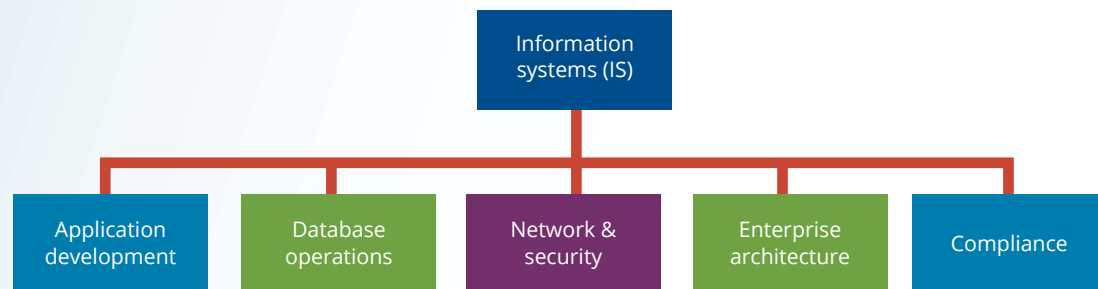 Information
systems (IS)
Application
development
Database
operations
Network &
security
Enterprise
architecture
Compliance